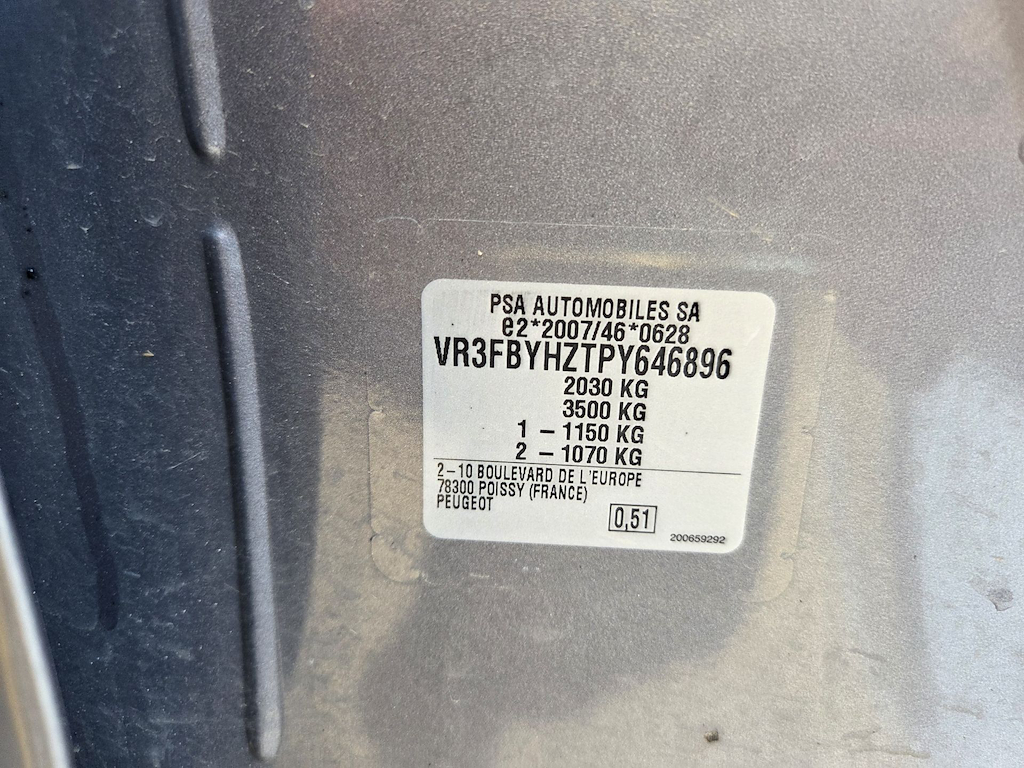 PSA AUTOMOBILES SA
e2*2007/46*0628
VR3FBYHZTPY646896
2030 KG
3500 KG
1 – 1150 KG
2 – 1070 KG
2–10 BOULEVARD DE L'EUROPE
78300 POISSY (FRANCE)
PEUGEOT
0,51
200659292